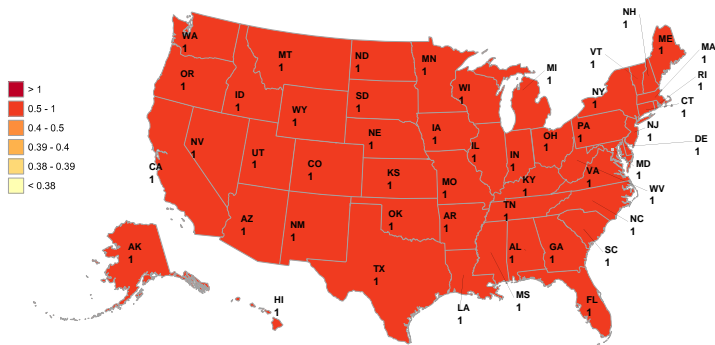 > 1
0.5 - 1
0.4 - 0.5
0.39 - 0.4
0.38 - 0.39
< 0.38
WA
1
OR
1
CA
1
NV
1
ID
1
MT
1
WY
1
UT
1
AZ
1
CO
1
NM
1
ND
1
SD
1
NE
1
KS
1
OK
1
TX
1
MN
1
IA
1
MO
1
AR
1
LA
1
WI
1
IL
1
MI
1
IN
1
OH
1
KY
1
TN
1
MS
1
AL
1
GA
1
FL
1
SC
1
NC
1
VA
1
WV
1
MD
1
DE
1
PA
1
NJ
1
NY
1
CT
1
RI
1
MA
1
VT
1
NH
1
ME
1
AK
1
HI
1